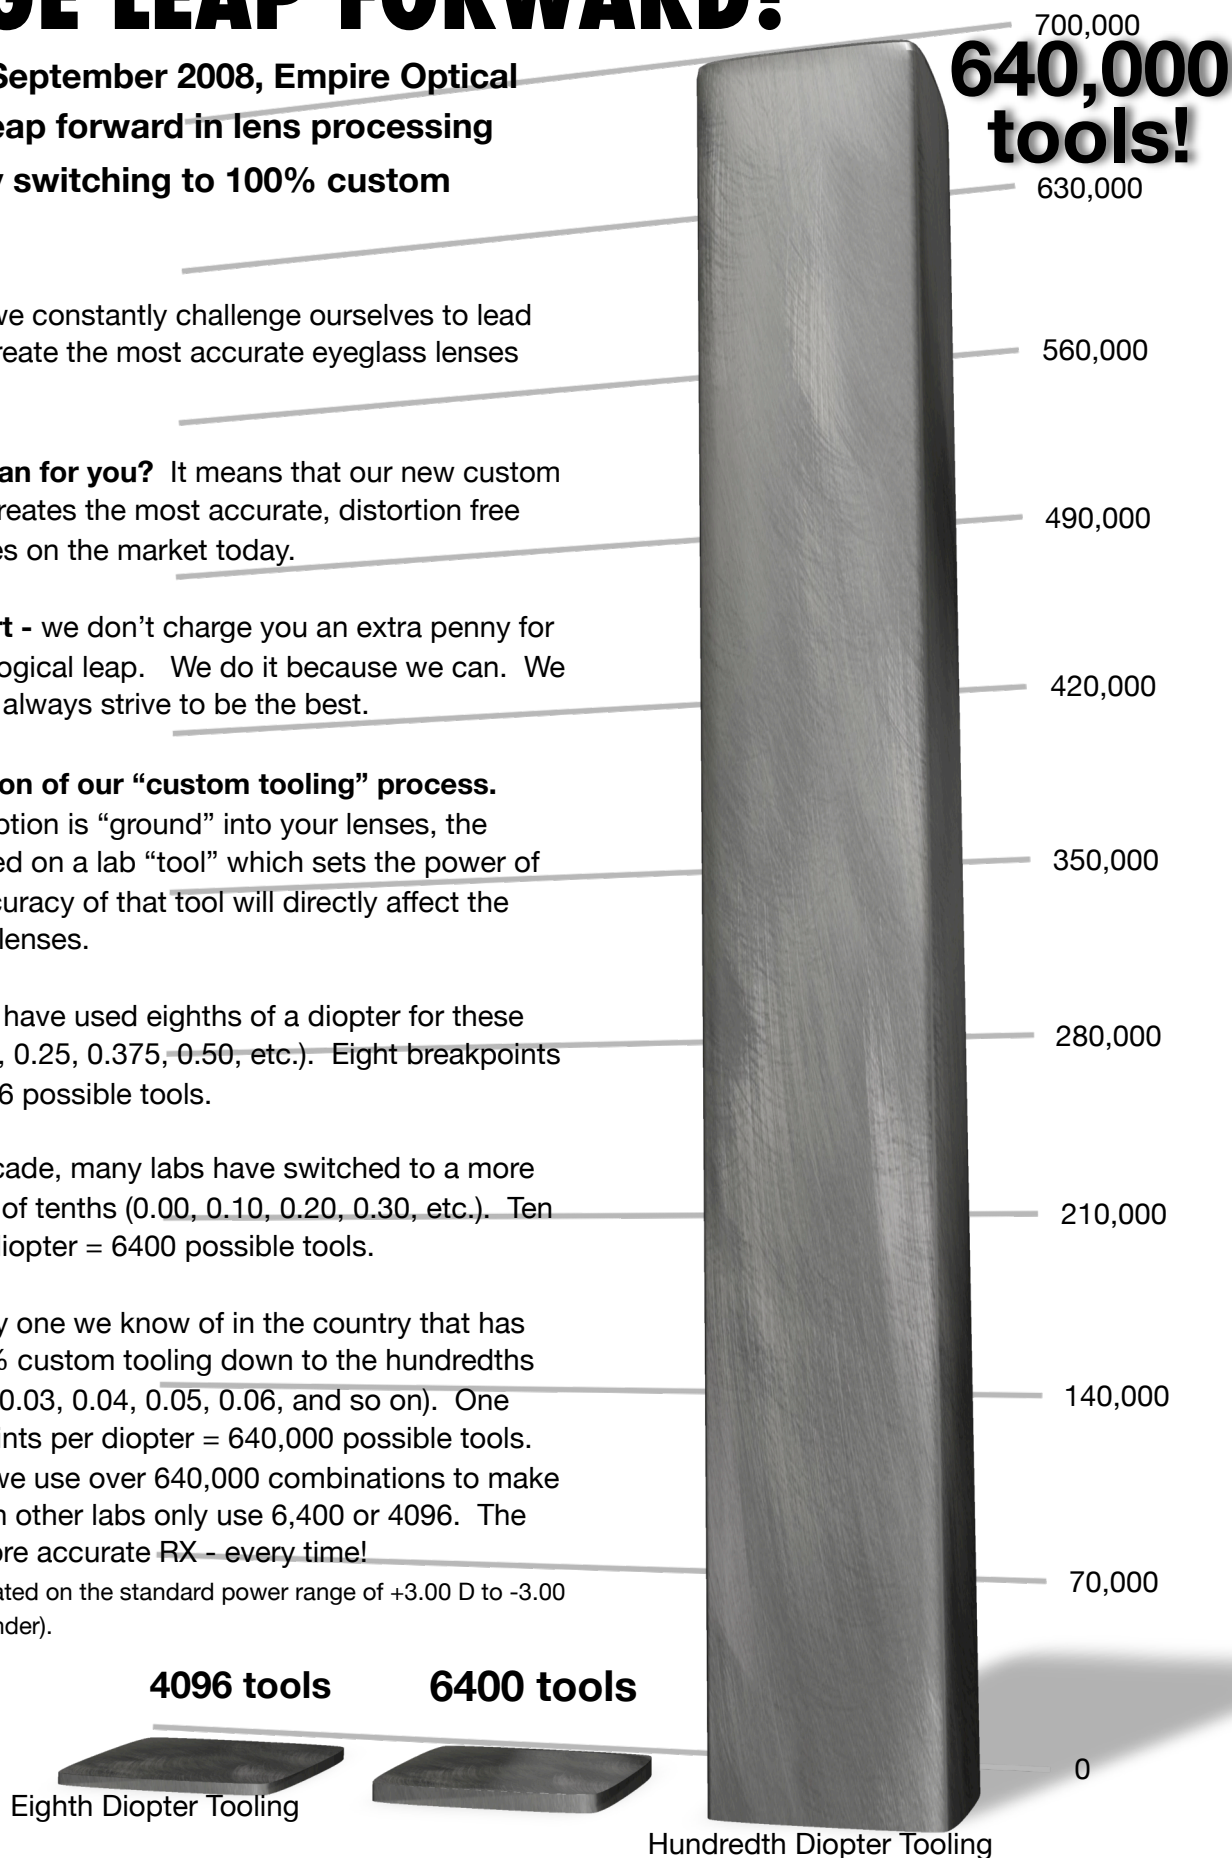 GE LEAP FORWARD!
September 2008, Empire Optical
eap forward in lens processing
y switching to 100% custom
ve constantly challenge ourselves to lead
reate the most accurate eyeglass lenses
an for you?  It means that our new custom
reates the most accurate, distortion free
es on the market today.
rt - we don’t charge you an extra penny for
ogical leap.   We do it because we can.  We
always strive to be the best.
on of our “custom tooling” process.
ption is “ground” into your lenses, the
ed on a lab “tool” which sets the power of
curacy of that tool will directly affect the
lenses.
have used eighths of a diopter for these
, 0.25, 0.375, 0.50, etc.).  Eight breakpoints
6 possible tools.
cade, many labs have switched to a more
of tenths (0.00, 0.10, 0.20, 0.30, etc.).  Ten
diopter = 6400 possible tools.
y one we know of in the country that has
% custom tooling down to the hundredths
0.03, 0.04, 0.05, 0.06, and so on).  One
ints per diopter = 640,000 possible tools.
we use over 640,000 combinations to make
n other labs only use 6,400 or 4096.  The
ore accurate RX - every time!
ated on the standard power range of +3.00 D to -3.00
nder).
4096 tools
6400 tools
640,000
tools!
700,000
630,000
560,000
490,000
420,000
350,000
280,000
210,000
140,000
70,000
0
Eighth Diopter Tooling
Hundredth Diopter Tooling